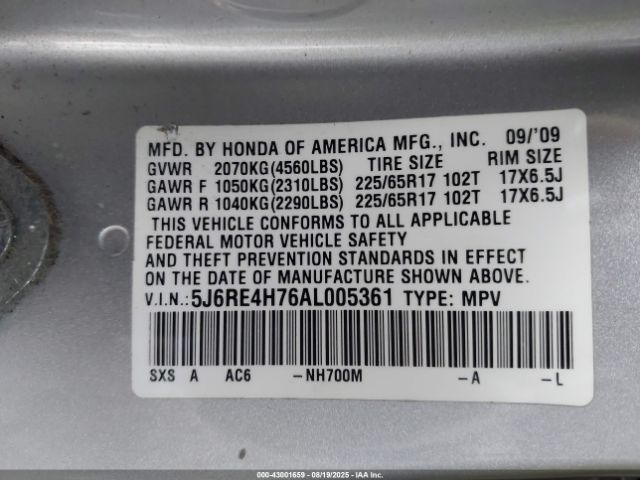 MFD. BY HONDA OF AMERICA MFG., INC. 09/'09
GVWR 2070KG(4560LBS) TIRE SIZE RIM SIZE
GAWR F 1050KG(2310LBS) 225/65R17 102T 17X6.5J
GAWR R 1040KG(2290LBS) 225/65R17 102T 17X6.5J
THIS VEHICLE CONFORMS TO ALL APPLICABLE
FEDERAL MOTOR VEHICLE SAFETY
AND THEFT PREVENTION STANDARDS IN EFFECT
ON THE DATE OF MANUFACTURE SHOWN ABOVE.
V.I.N.:5J6RE4H76AL005361 TYPE: MPV
SXS A AC6 -NH700M -A -L
000-43001659 - 08/19/2025 - IAA Inc.